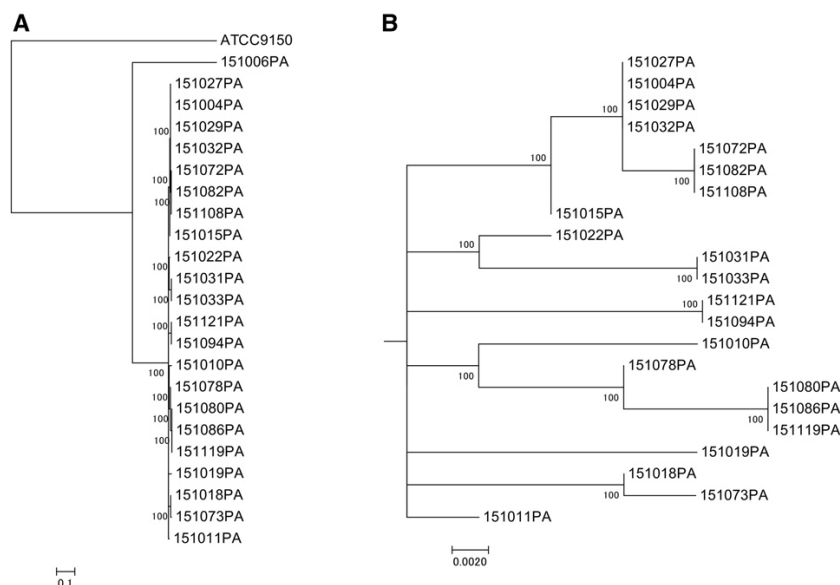 A
ATCC9150
151006PA
151027PA
151004PA
100
151029PA
151032PA
151072PA
100
151082PA
100
151108PA
151015PA
151022PA
100
151031PA
100
151033PA
151121PA
100
151094PA
151010PA
100
151078PA
100
151080PA
100
151086PA
100
151119PA
151019PA
151018PA
100
151073PA
151011PA
0.1
B
151027PA
151004PA
100
151029PA
151032PA
151072PA
100
151082PA
100
151108PA
151015PA
151022PA
100
151031PA
100
151033PA
100
151121PA
151094PA
151010PA
100
151078PA
151080PA
100
151086PA
100
151119PA
151019PA
151018PA
100
151073PA
151011PA
0.0020